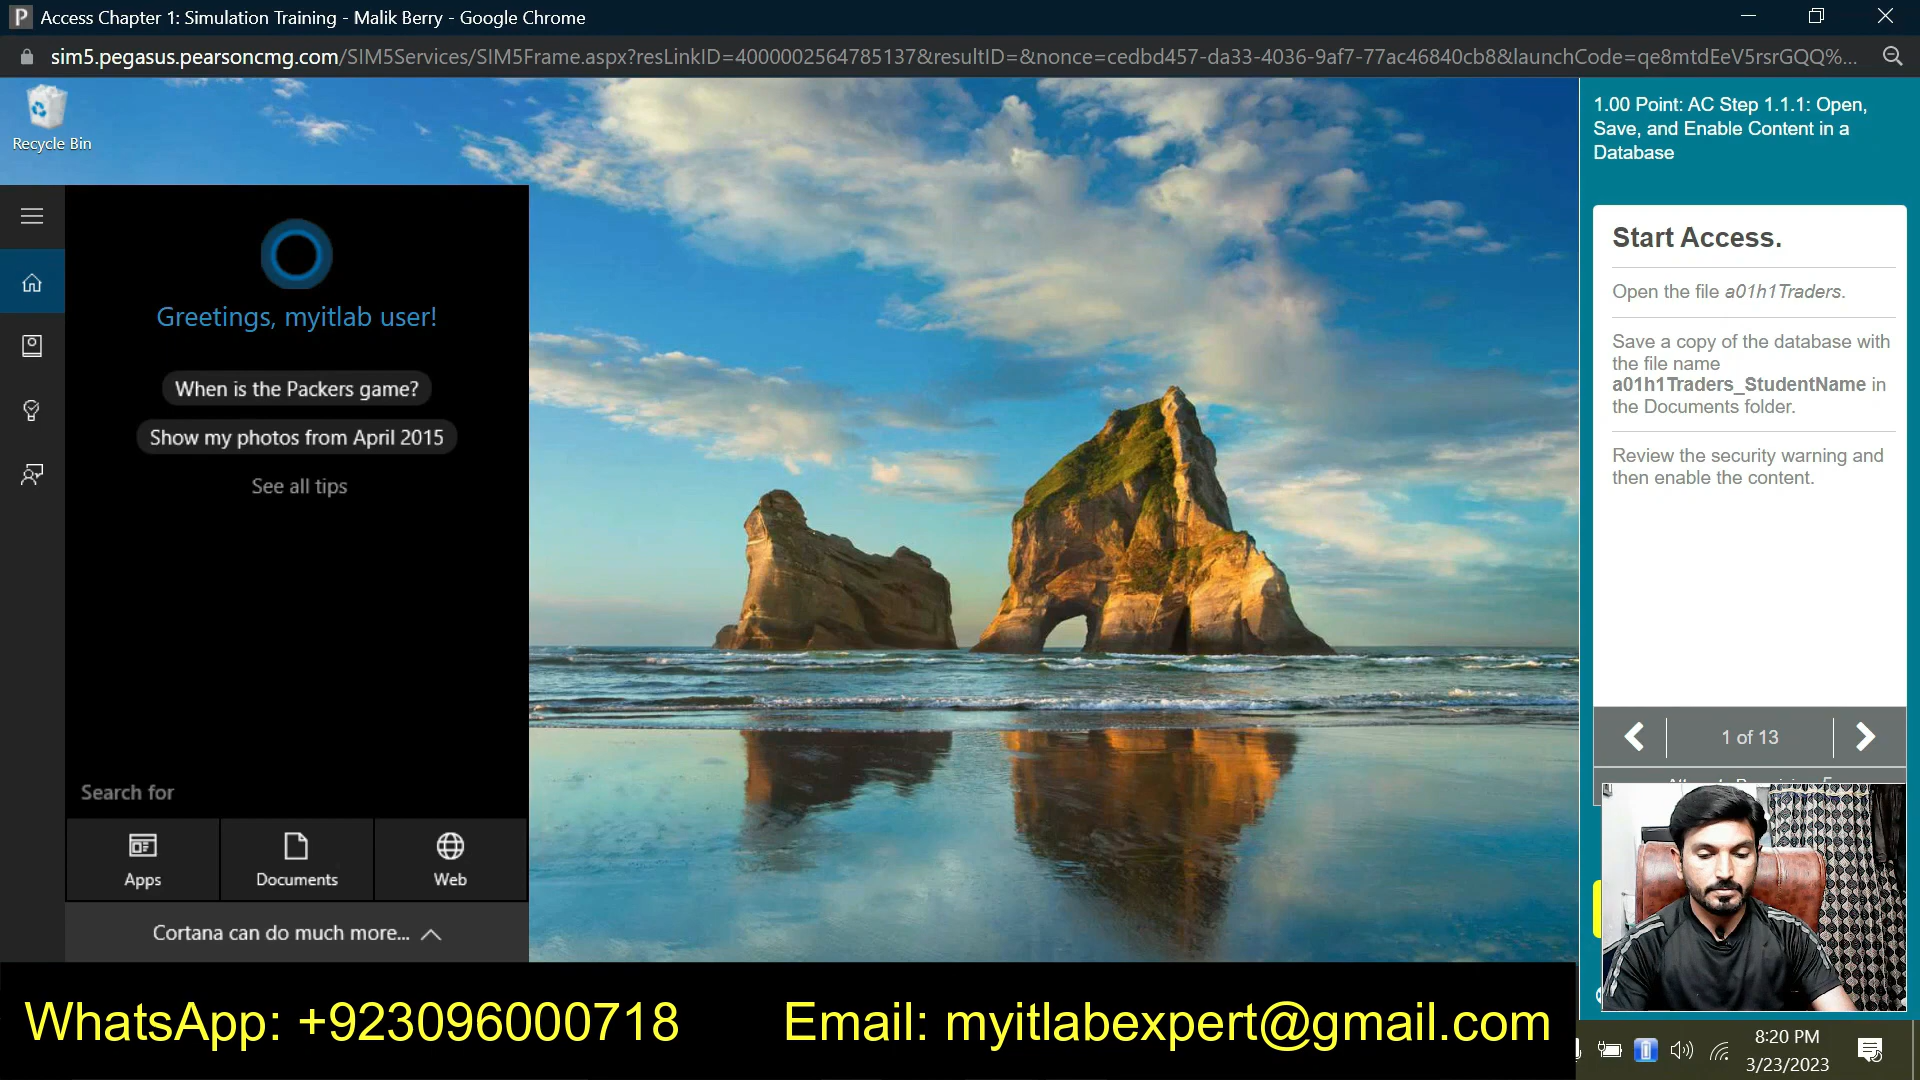 Access Chapter 1: Simulation Training - Malik Berry - Google Chrome
sim5.pegasus.pearsoncmg.com/SIM5Services/SIM5Frame.aspx?resLinkID=4000002564785137&resultID=&nonce=cedbd457-da33-4036-9af7-77ac46840cb8&launchCode=qe8mtdEeV5rsrGQQ%...
Recycle Bin
Greetings, myitlab user!
When is the Packers game?
Show my photos from April 2015
See all tips
Search for
Apps
Documents
Web
Cortana can do much more...
1.00 Point: AC Step 1.1.1: Open,
Save, and Enable Content in a
Database
Start Access.
Open the file a01h1Traders.
Save a copy of the database with
the file name
a01h1Traders_StudentName in
the Documents folder.
Review the security warning and
then enable the content.
1 of 13
WhatsApp: +923096000718
Email: myitlabexpert@gmail.com
8:20 PM
3/23/2023